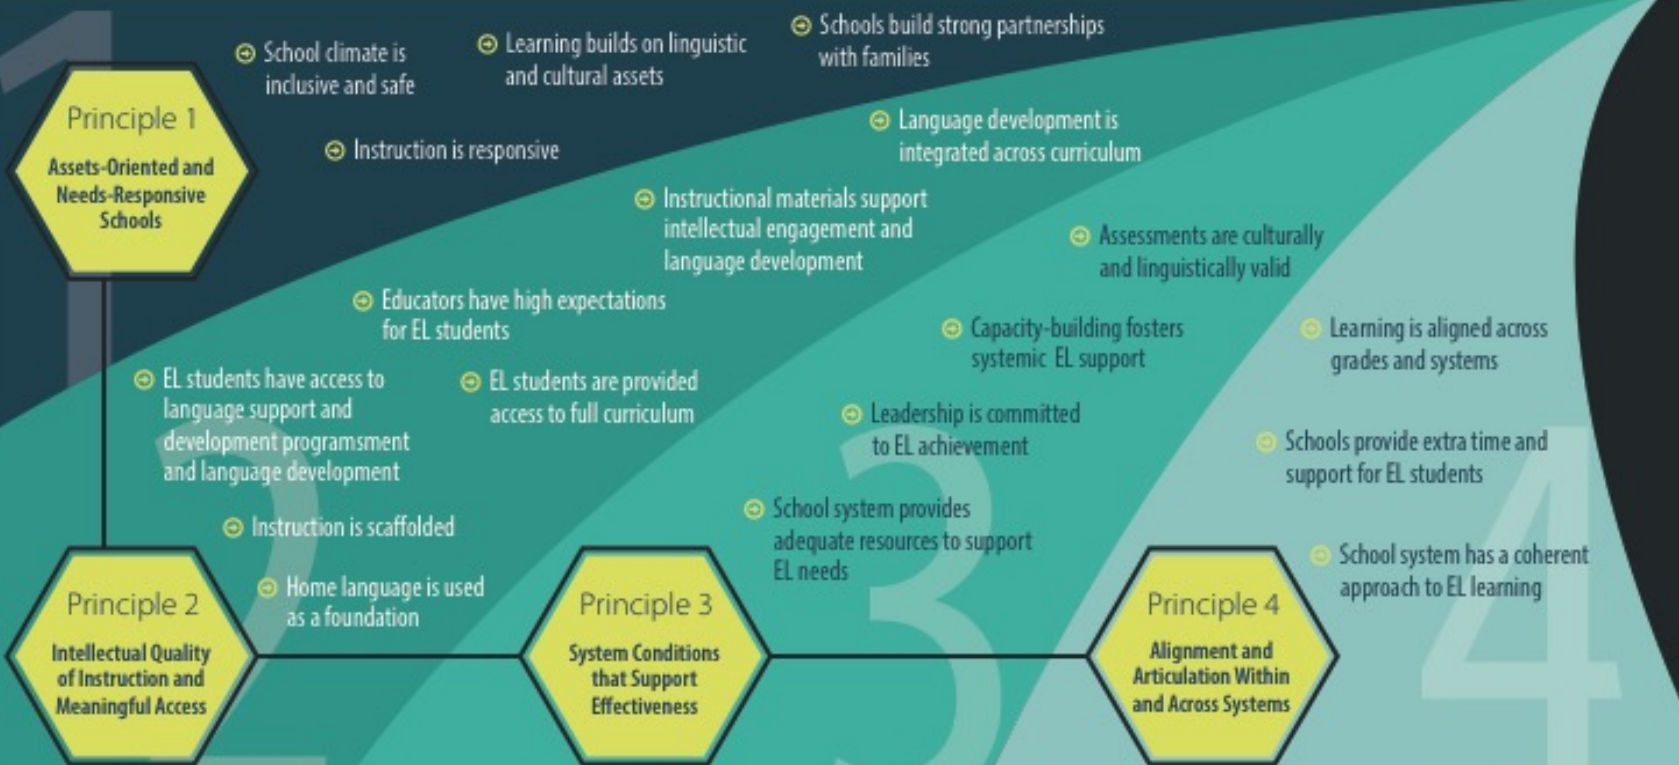 1
Principle 1
Assets-Oriented and
Needs-Responsive
Schools
School climate is
inclusive and safe
Learning builds on linguistic
and cultural assets
Schools build strong partnerships
with families
Instruction is responsive
2
Principle 2
Intellectual Quality
of Instruction and
Meaningful Access
Language development is
integrated across curriculum
Instructional materials support
intellectual engagement and
language development
Educators have high expectations
for EL students
EL students have access to
language support and
development programsment
and language development
EL students are provided
access to full curriculum
Instruction is scaffolded
Home language is used
as a foundation
3
Principle 3
System Conditions
that Support
Effectiveness
Assessments are culturally
and linguistically valid
Capacity-building fosters
systemic EL support
Leadership is committed
to EL achievement
School system provides
adequate resources to support
EL needs
4
Principle 4
Alignment and
Articulation Within
and Across Systems
Learning is aligned across
grades and systems
Schools provide extra time and
support for EL students
School system has a coherent
approach to EL learning